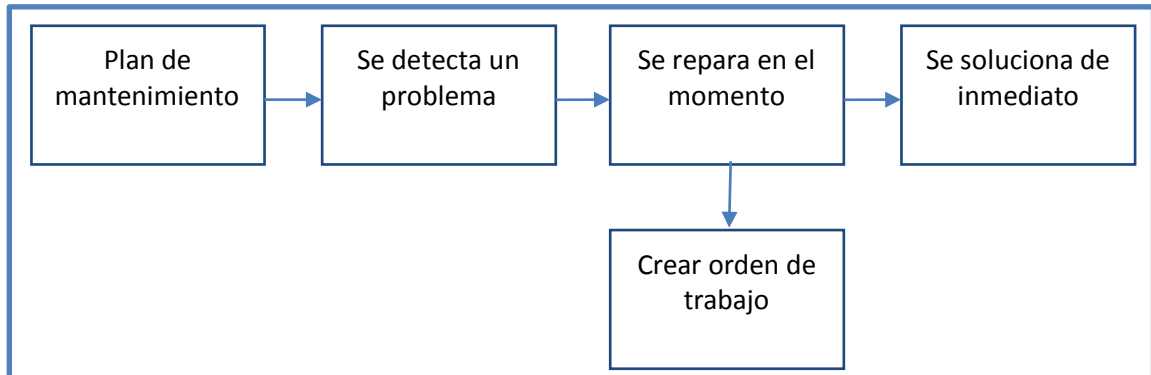 Plan de
mantenimiento
Se detecta un
problema
Se repara en el
momento
Se soluciona de
inmediato
Crear orden de
trabajo